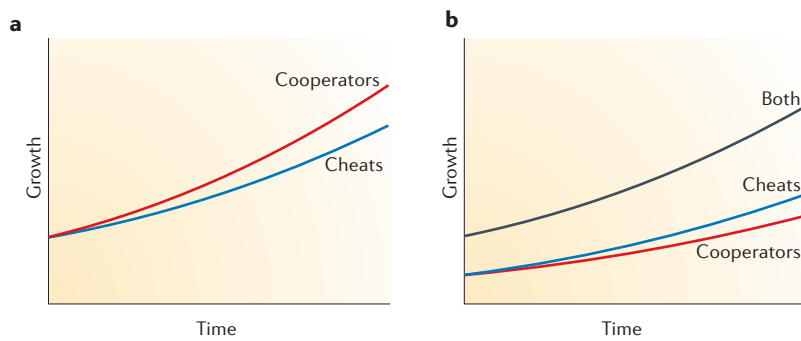 a
Cooperators
Cheats
Growth
Time
b
Both
Cheats
Cooperators
Growth
Time